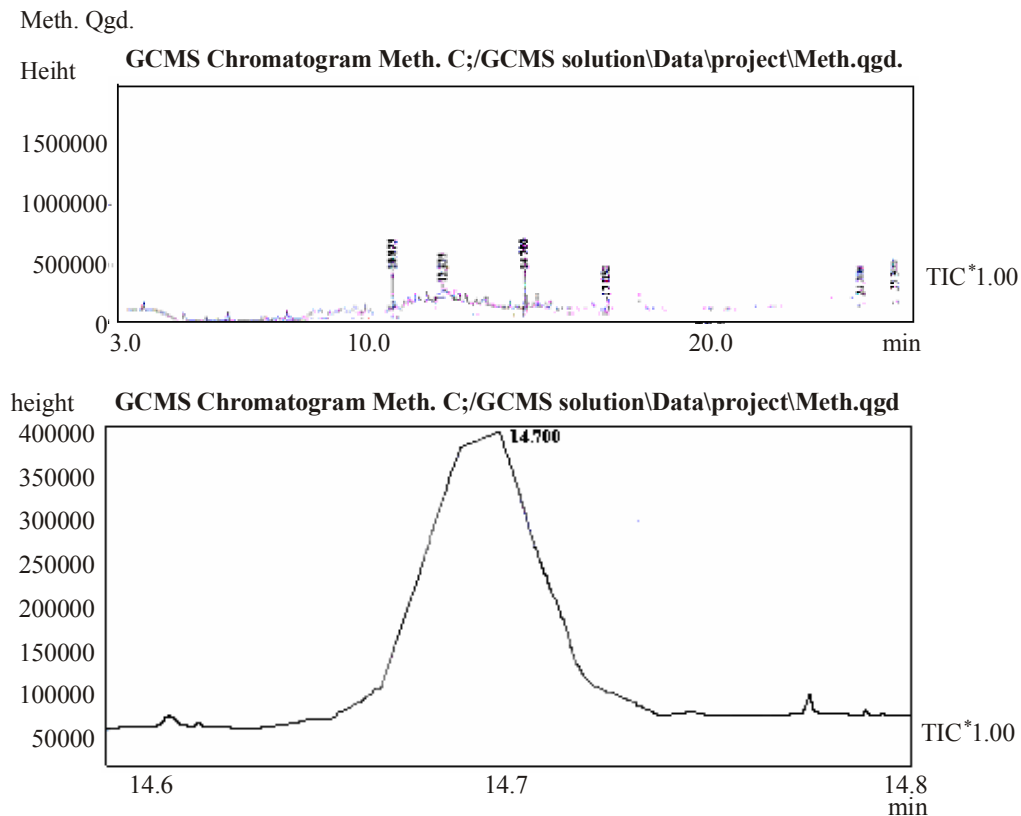 Meth. Qgd.
GCMS Chromatogram Meth. C;/GCMS solution\Data\project\Meth.qgd.
Heiht
1500000
1000000
500000
0
TIC*1.00
3.0 10.0 20.0 min
height GCMS Chromatogram Meth. C;/GCMS solution\Data\project\Meth.qgd
400000
14.700
350000
300000
250000
200000
150000
100000
50000
TIC*1.00
14.6 14.7 14.8
min